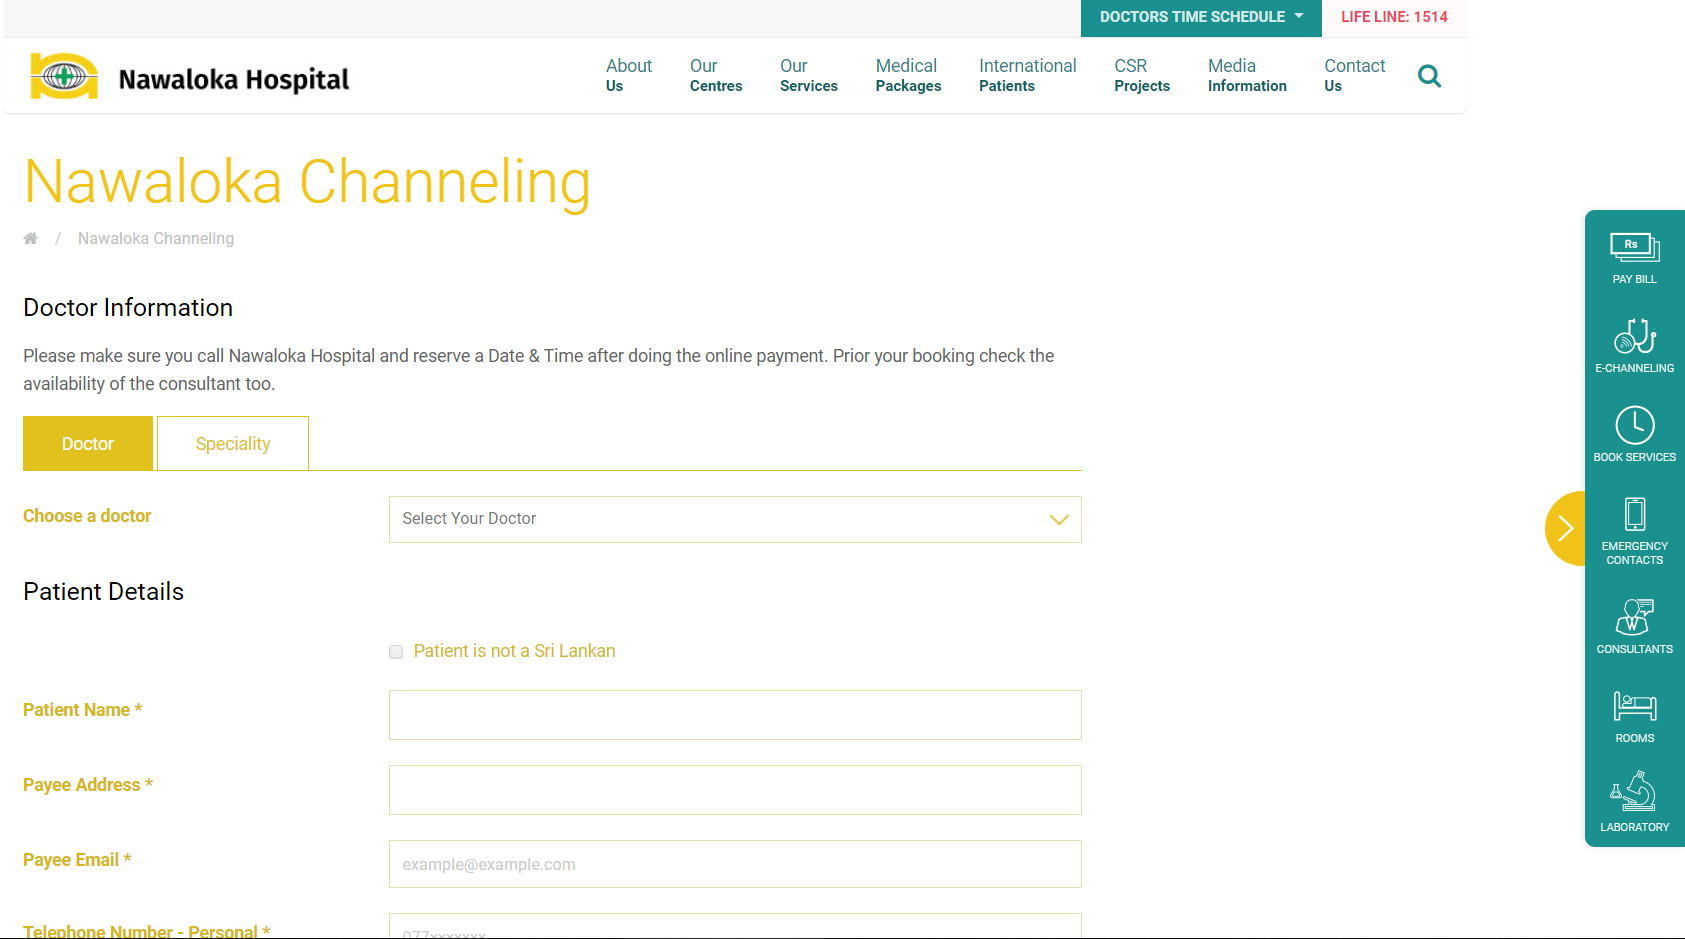 DOCTORS TIME SCHEDULE
LIFE LINE: 1514
Nawaloka Hospital
About Us
Our Centres
Our Services
Medical Packages
International Patients
CSR Projects
Media Information
Contact Us
Nawaloka Channeling
/ Nawaloka Channeling
Doctor Information
Please make sure you call Nawaloka Hospital and reserve a Date & Time after doing the online payment. Prior your booking check the
availability of the consultant too.
Doctor
Speciality
Choose a doctor
Select Your Doctor
Patient Details
Patient is not a Sri Lankan
Patient Name *
Payee Address *
Payee Email *
example@example.com
Telephone Number - Personal *
077xxxxxxx
Rs
PAY BILL
E-CHANNELING
BOOK SERVICES
EMERGENCY
CONTACTS
CONSULTANTS
ROOMS
LABORATORY